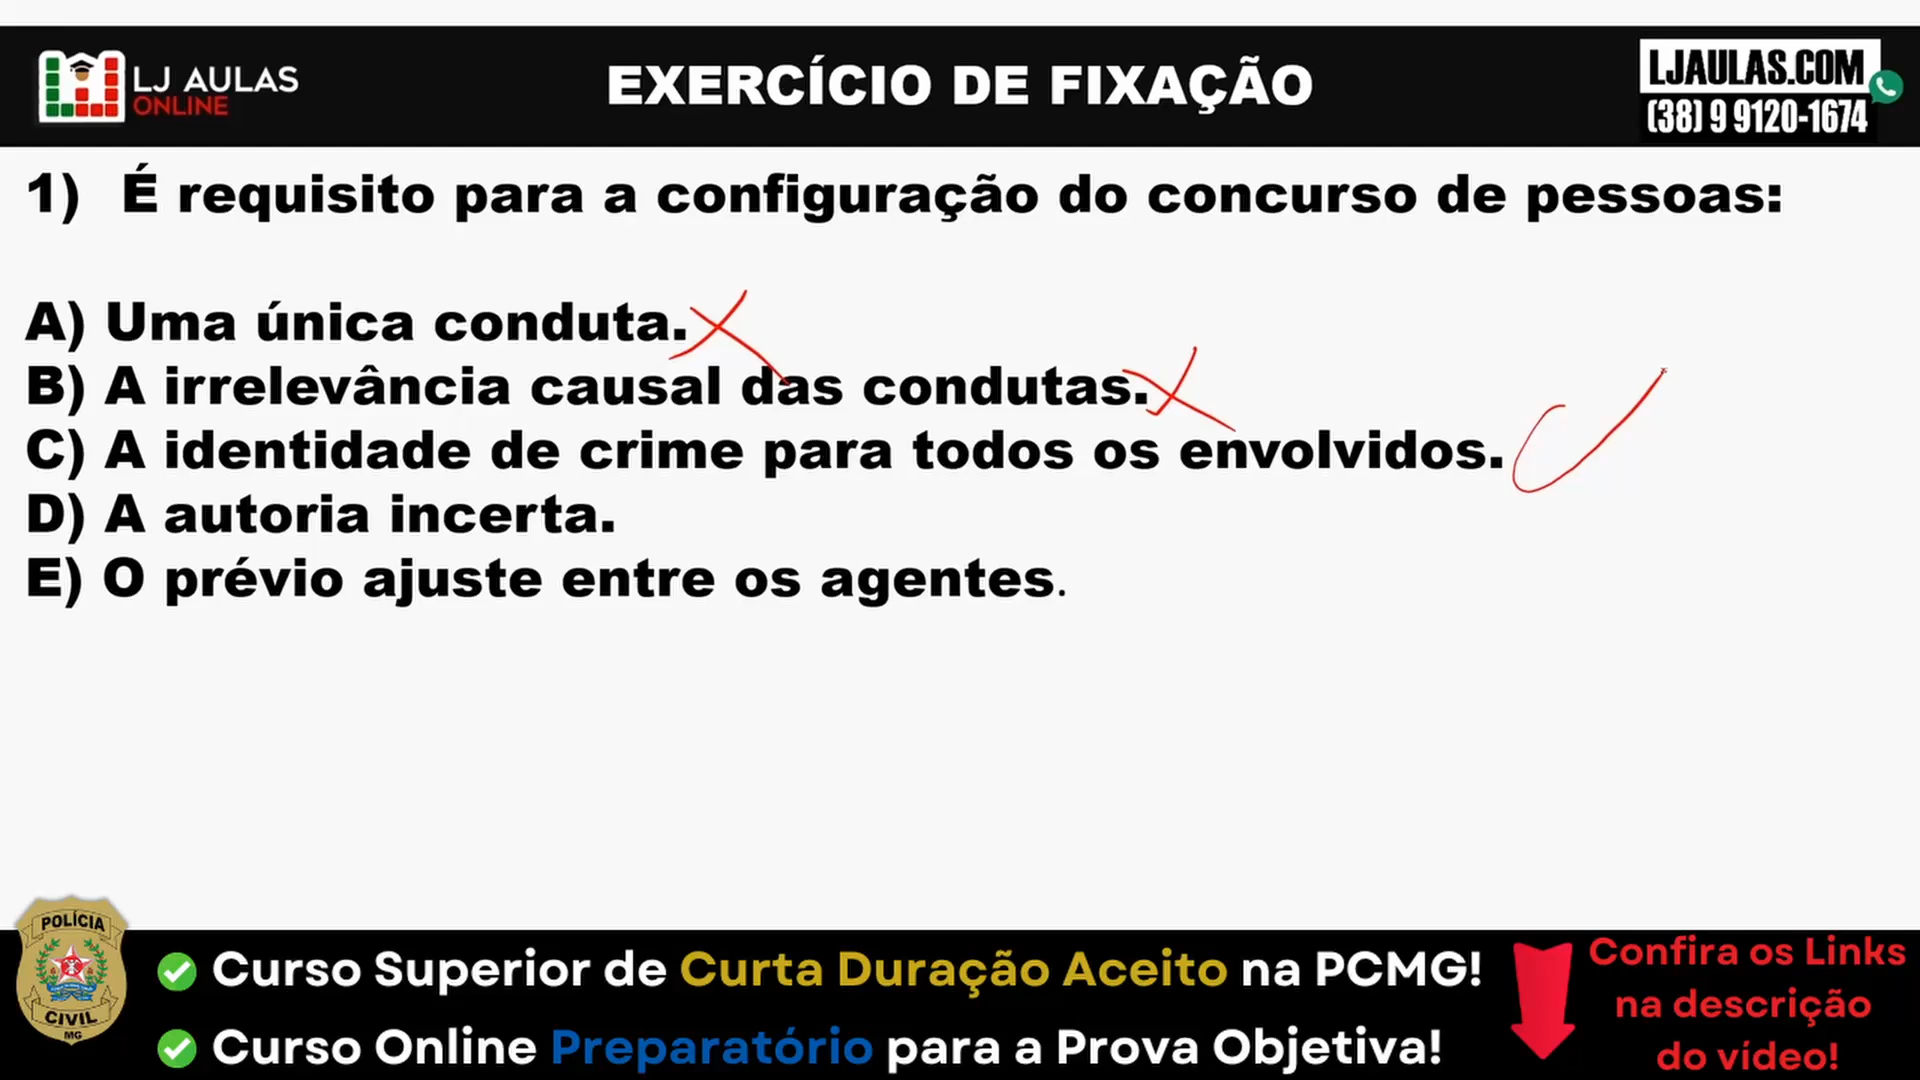 LJ AULAS
ONLINE
EXERCÍCIO DE FIXAÇÃO
LJAULAS.COM
(38) 9 9120-1674
1) É requisito para a configuração do concurso de pessoas:
A) Uma única conduta.
B) A irrelevância causal das condutas.
C) A identidade de crime para todos os envolvidos.
D) A autoria incerta.
E) O prévio ajuste entre os agentes.
POLÍCIA
CIVIL
MG
Curso Superior de Curta Duração Aceito na PCMG!
Curso Online Preparatório para a Prova Objetiva!
Confira os Links
na descrição
do vídeo!